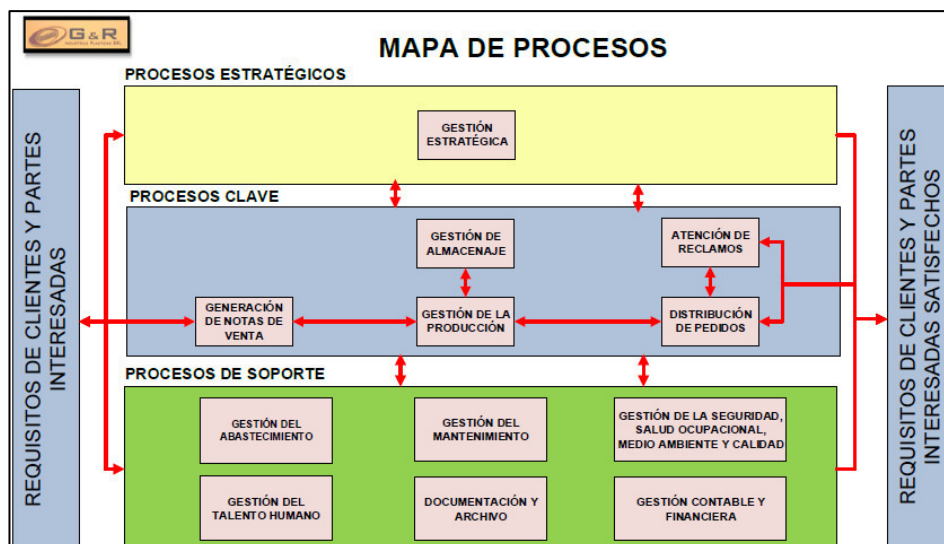 G&R
MAPA DE PROCESOS
PROCESOS ESTRATÉGICOS
REQUISITOS DE CLIENTES Y PARTES
INTERESADAS
GESTIÓN
ESTRATÉGICA
PROCESOS CLAVE
GESTIÓN DE
ALMACENAJE
ATENCIÓN DE
RECLAMOS
GENERACIÓN
DE NOTAS DE
VENTA
GESTIÓN DE LA
PRODUCCIÓN
DISTRIBUCIÓN
DE PEDIDOS
PROCESOS DE SOPORTE
GESTIÓN DEL
ABASTECIMIENTO
GESTIÓN DEL
MANTENIMIENTO
GESTIÓN DE LA SEGURIDAD,
SALUD OCUPACIONAL,
MEDIO AMBIENTE Y CALIDAD
GESTIÓN DEL
TALENTO HUMANO
DOCUMENTACIÓN Y
ARCHIVO
GESTIÓN CONTABLE Y
FINANCIERA
REQUISITOS DE CLIENTES Y PARTES
INTERESADAS SATISFECHOS